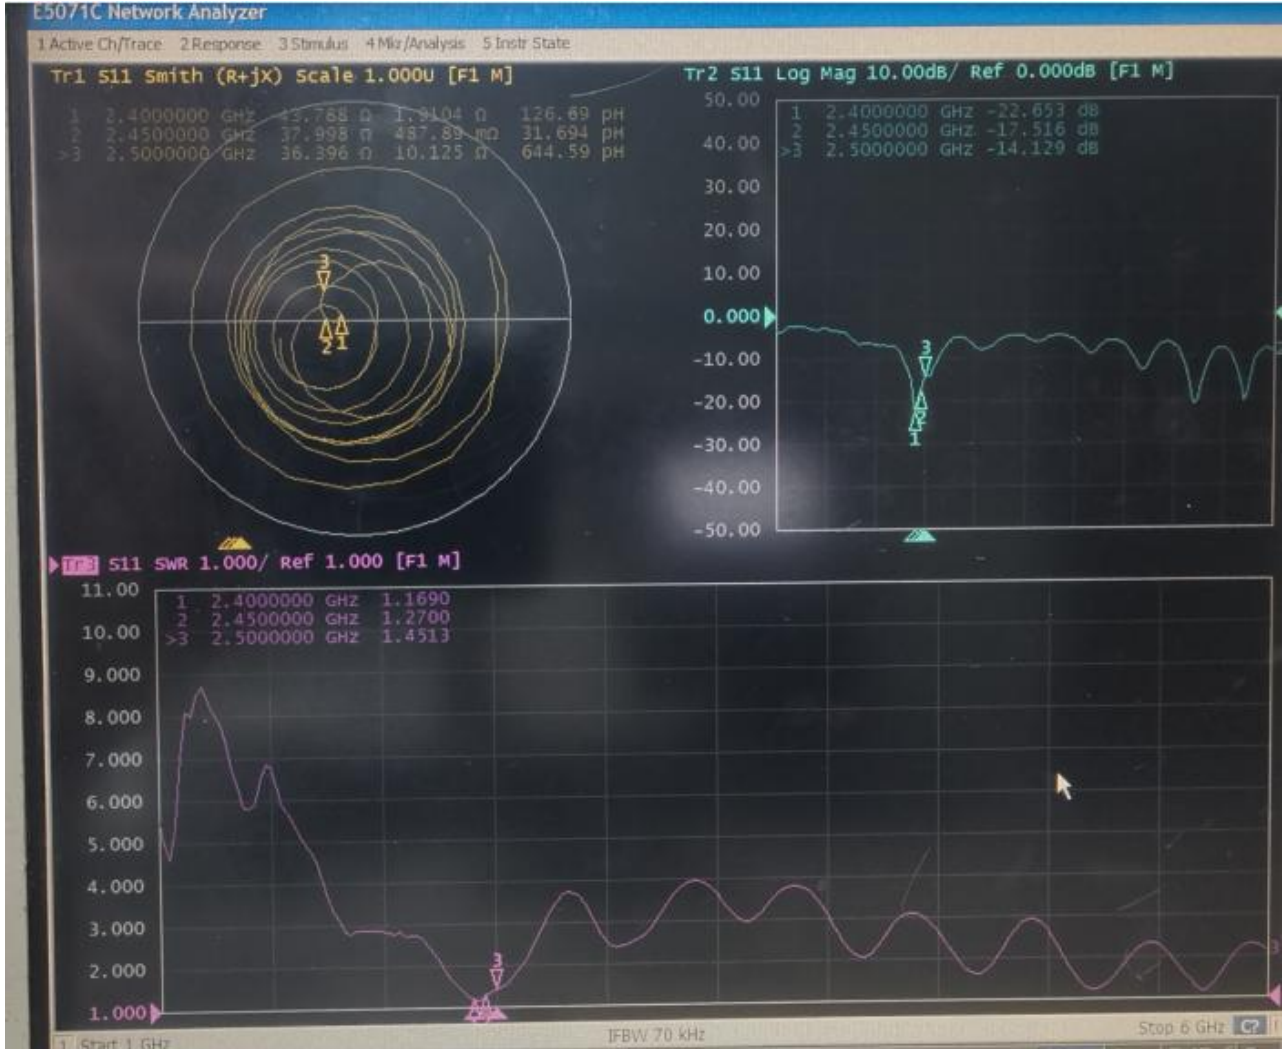 E5071C Network Analyzer
1 Active Ch/Trace 2 Response 3 Stimulus 4 Mkr/Analysis 5 Instr State
Tr1 S11 Smith (R+jX) Scale 1.000U [F1 M]
1 2.4000000 GHz 43.768 Ω 1.9104 Ω 126.69 pH
2 2.4500000 GHz 37.998 Ω 487.89 mΩ 31.694 pH
>3 2.5000000 GHz 36.396 Ω 10.125 Ω 644.59 pH
3
2 1
Tr2 S11 Log Mag 10.00dB/ Ref 0.000dB [F1 M]
50.00
1 2.4000000 GHz -22.653 dB
2 2.4500000 GHz -17.516 dB
>3 2.5000000 GHz -14.129 dB
40.00
30.00
20.00
10.00
0.000
-10.00
-20.00
-30.00
-40.00
-50.00
3
2
1
Tr3 S11 SWR 1.000/ Ref 1.000 [F1 M]
11.00
1 2.4000000 GHz 1.1690
2 2.4500000 GHz 1.2700
>3 2.5000000 GHz 1.4513
10.00
9.000
8.000
7.000
6.000
5.000
4.000
3.000
2.000
1.000
3
1 Start 1 GHz
IFBW 70 kHz
Stop 6 GHz C?